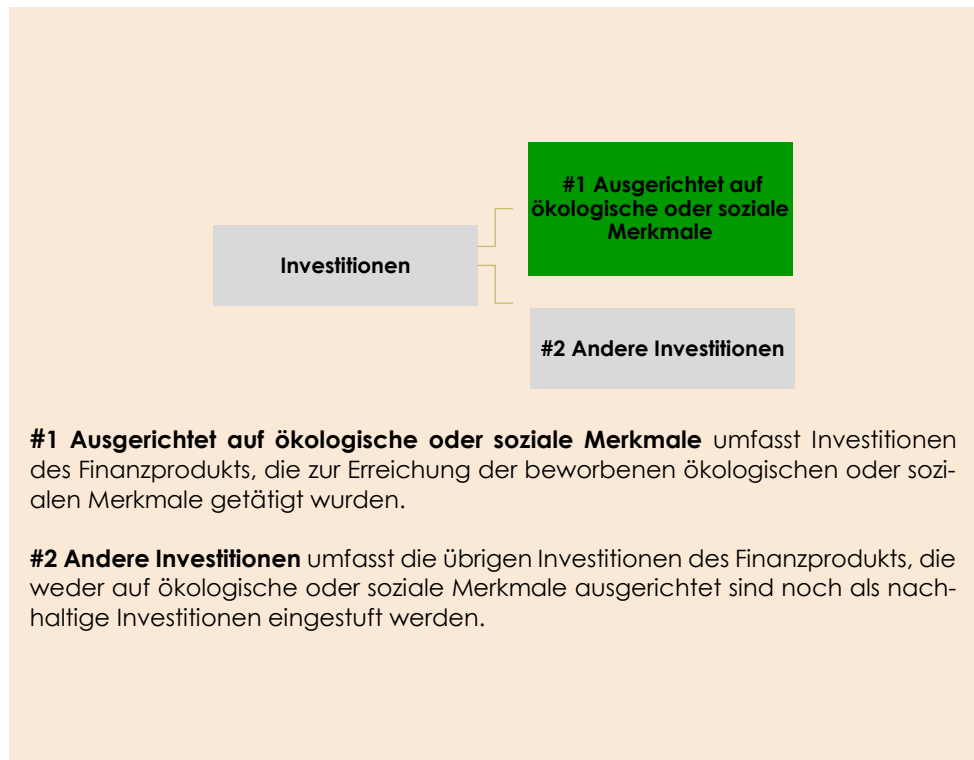 #1 Ausgerichtet auf
ökologische oder soziale
Merkmale
Investitionen
#2 Andere Investitionen
#1 Ausgerichtet auf ökologische oder soziale Merkmale umfasst Investitionen
des Finanzprodukts, die zur Erreichung der beworbenen ökologischen oder sozi-
alen Merkmale getätigt wurden.
#2 Andere Investitionen umfasst die übrigen Investitionen des Finanzprodukts, die
weder auf ökologische oder soziale Merkmale ausgerichtet sind noch als nach-
haltige Investitionen eingestuft werden.